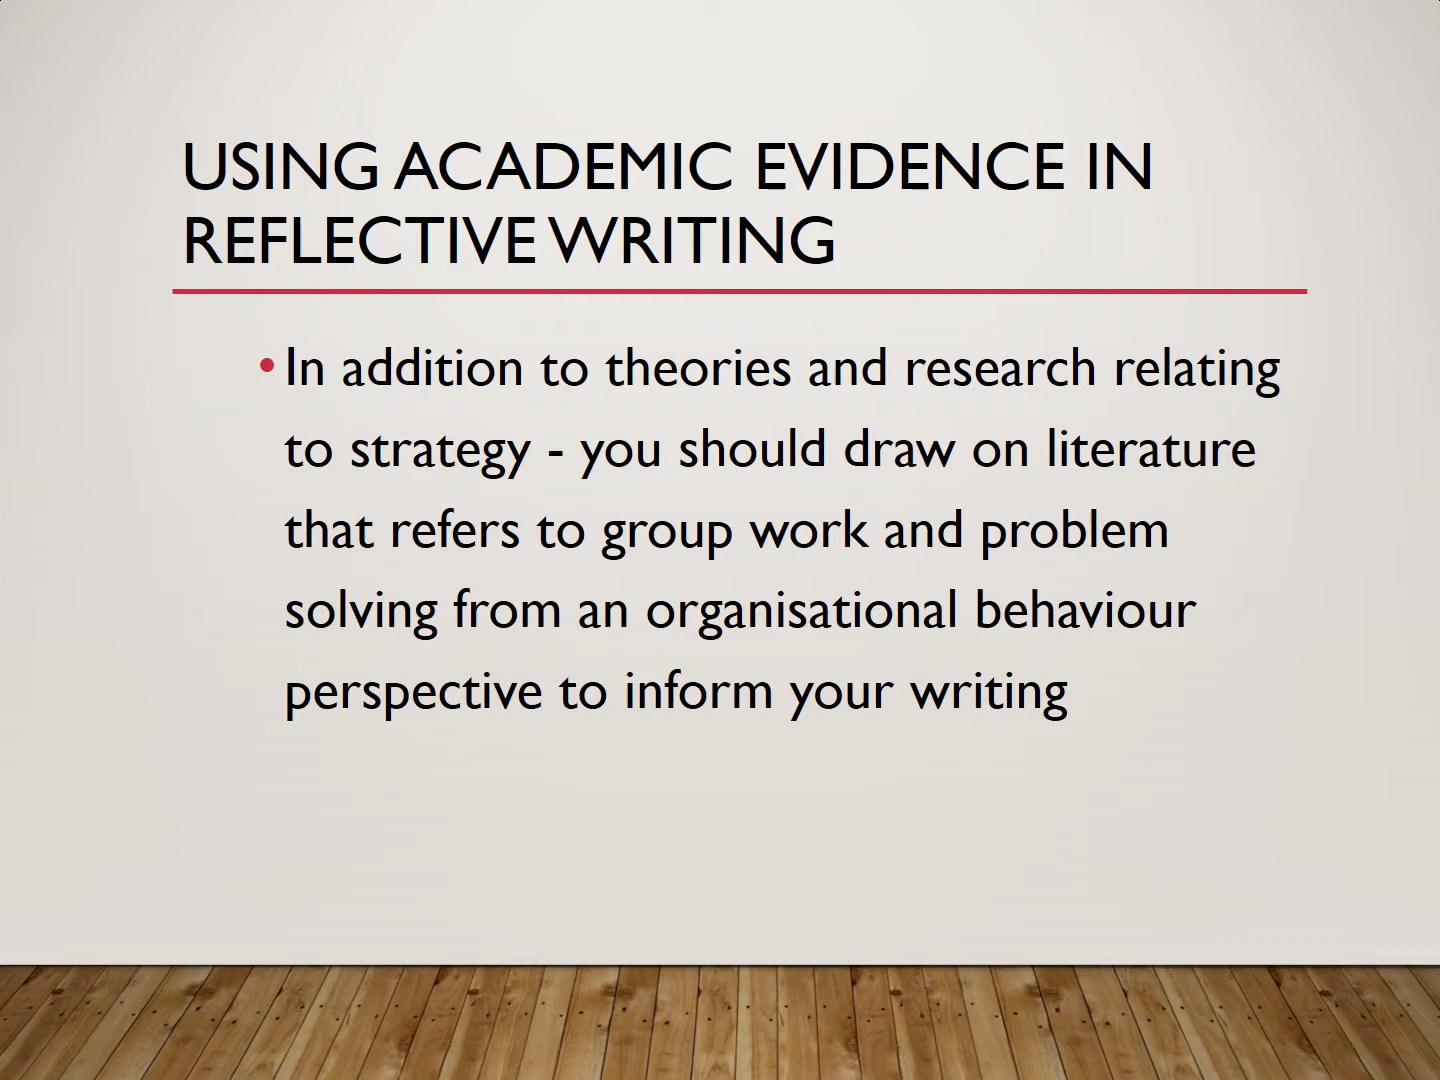 USING ACADEMIC EVIDENCE IN
REFLECTIVE WRITING
• In addition to theories and research relating
to strategy - you should draw on literature
that refers to group work and problem
solving from an organisational behaviour
perspective to inform your writing